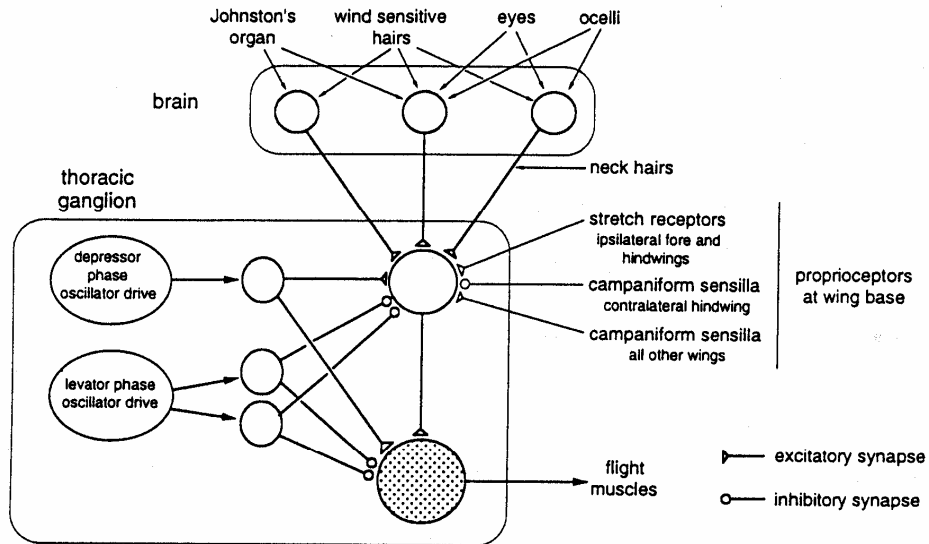 Johnston's
organ
wind sensitive
hairs
eyes
ocelli
brain
neck hairs
thoracic
ganglion
stretch receptors
ipsilateral fore and
hindwings
depressor
phase
oscillator drive
campaniform sensilla
contralateral hindwing
proprioceptors
at wing base
campaniform sensilla
all other wings
levator phase
oscillator drive
flight
muscles
excitatory synapse
inhibitory synapse